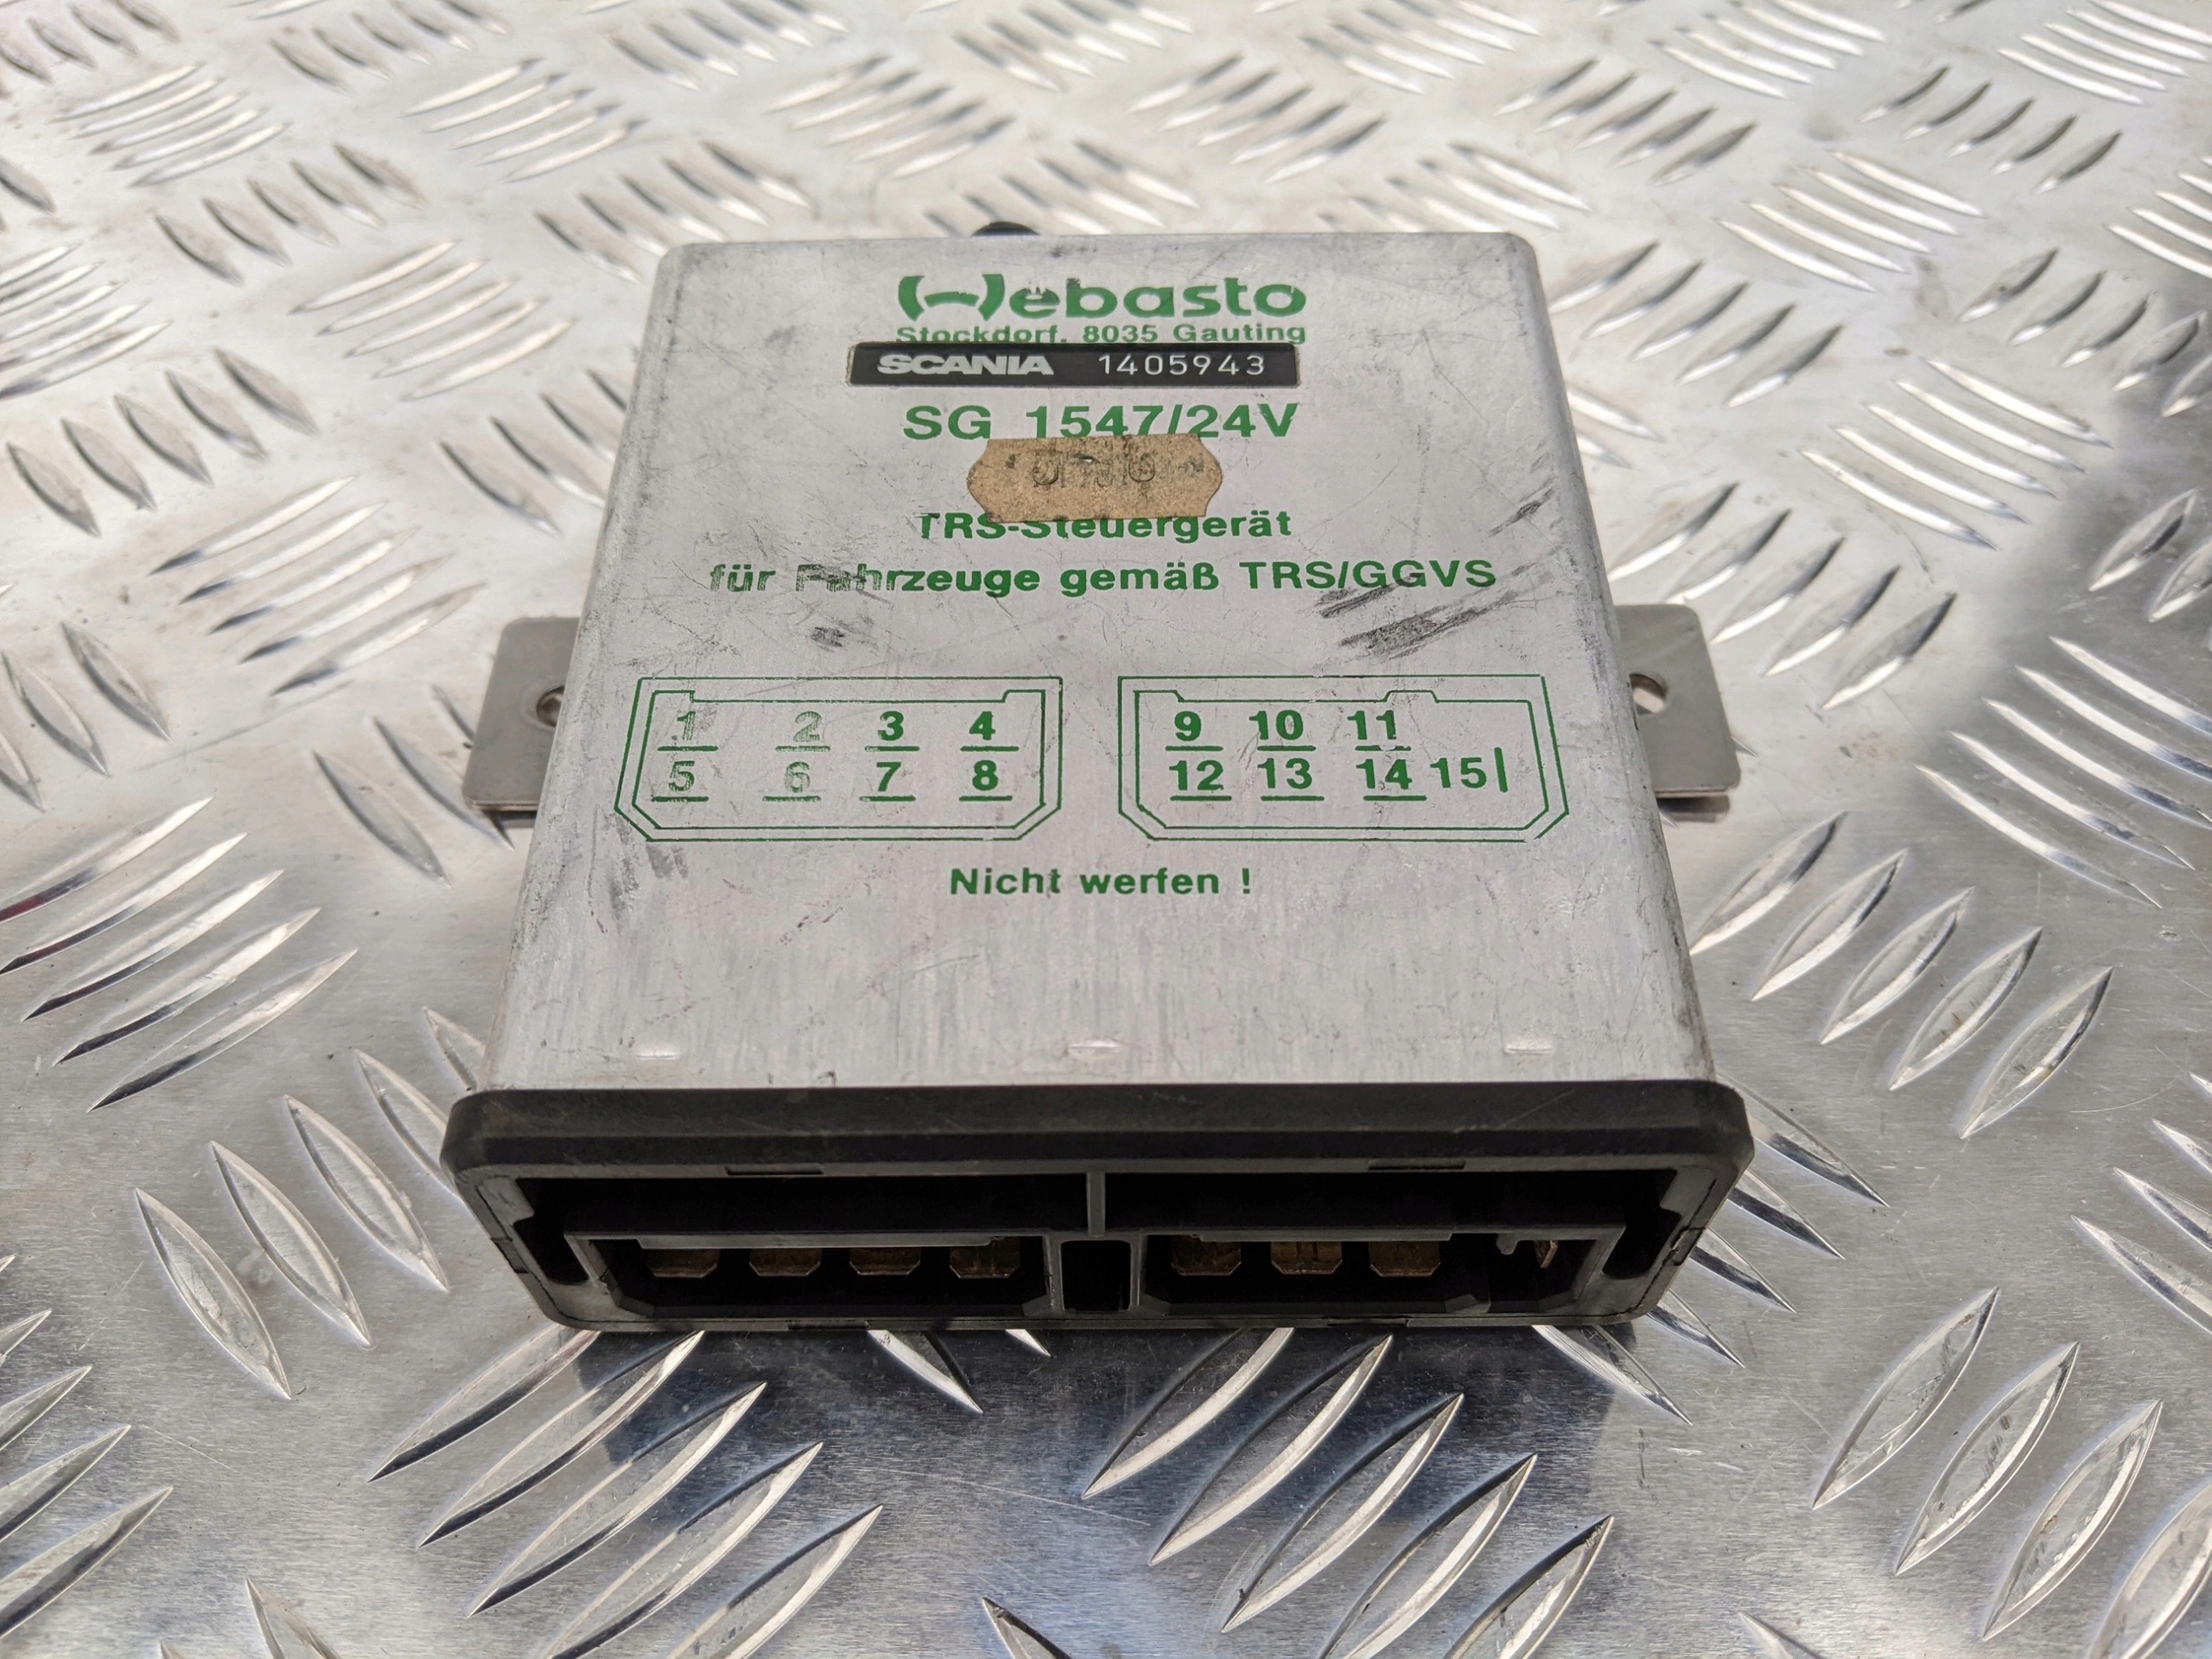 Webasto
Stockdorf, 8035 Gauting
SCANIA 1405943
SG 1547/24V
TRS-Steuergerät
für Fahrzeuge gemäß TRS/GGVS
1 2 3 4
5 6 7 8
9 10 11
12 13 14 15
Nicht werfen !